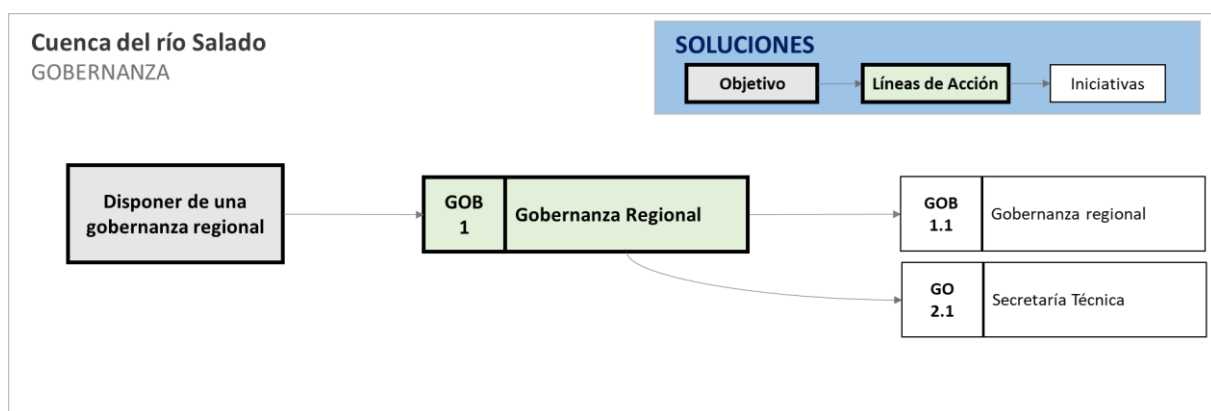 Cuenca del río Salado
GOBERNANZA
SOLUCIONES
Objetivo
Líneas de Acción
Iniciativas
Disponer de una
gobernanza regional
GOB
1
Gobernanza Regional
GOB
1.1
Gobernanza regional
GO
2.1
Secretaría Técnica